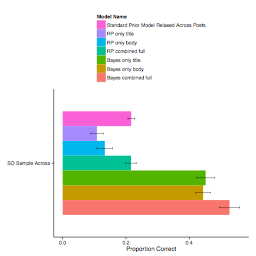 Model Name
Standard Prior Model Relaxed Across Posts
RP only title
RP only body
RP combined full
Bayes only title
Bayes only body
Bayes combined full
SO Sample Across
0.0 0.2 0.4
Proportion Correct